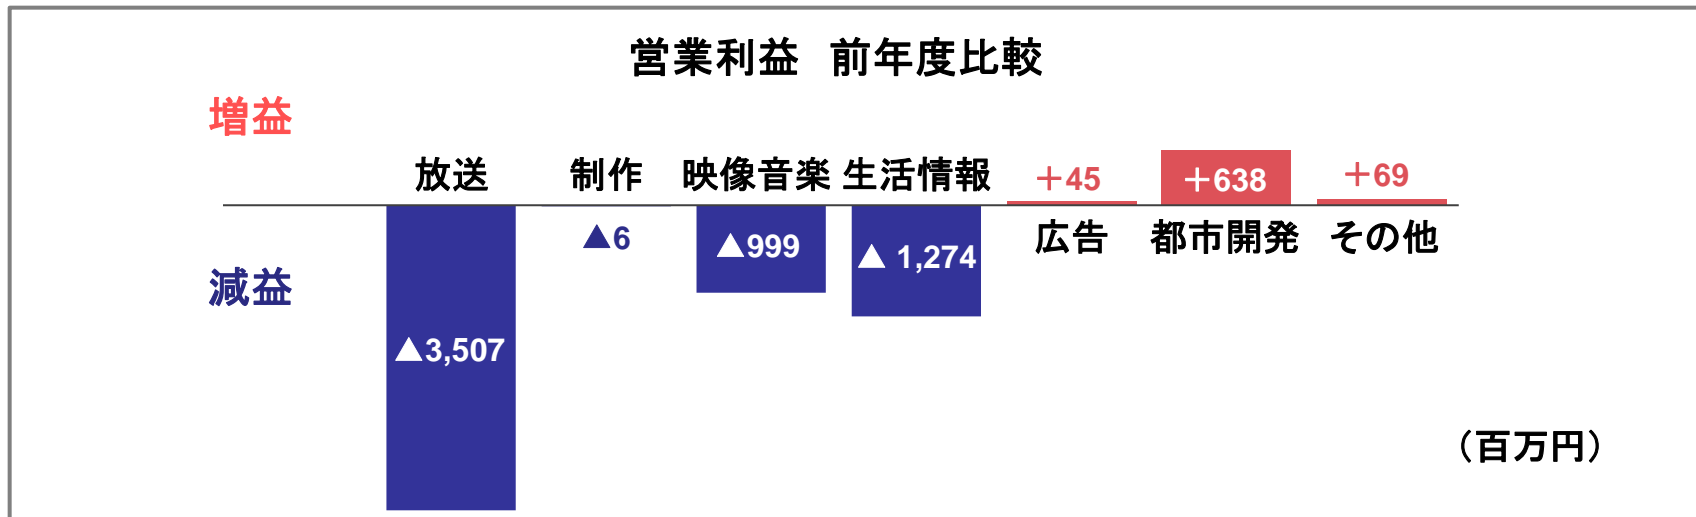 営業利益　前年度比較
増益
放送
制作
映像音楽
生活情報
＋45
＋638
＋69
▲6
▲999
▲ 1,274
広告
都市開発
その他
減益
▲3,507
（百万円）